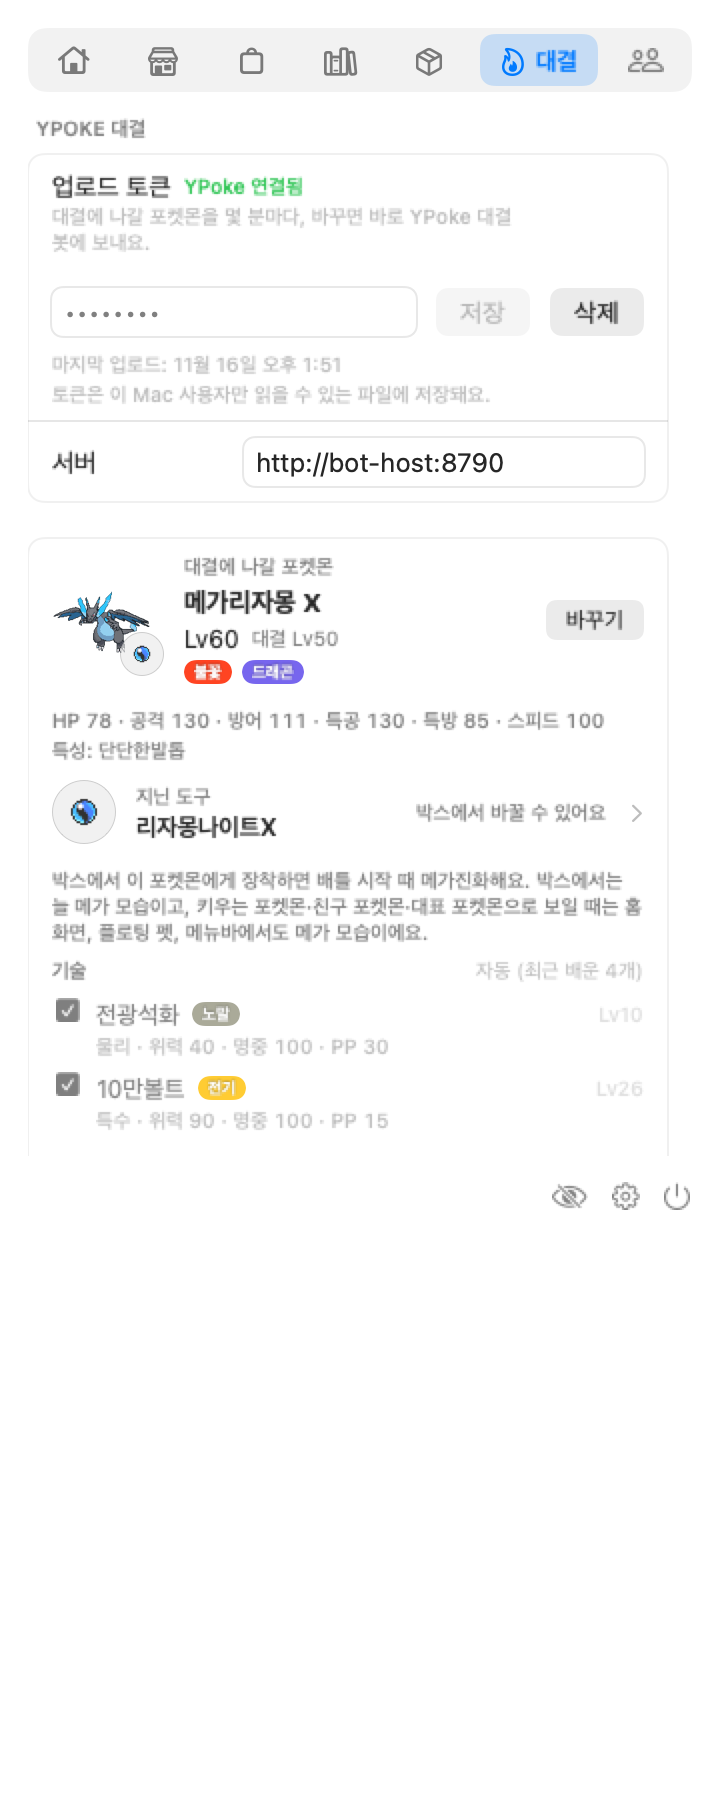 대결
YPOKE 대결
업로드 토큰 YPoke 연결됨
대결에 나갈 포켓몬을 몇 분마다, 바꾸면 바로 YPoke 대결
봇에 보내요.
저장 삭제
마지막 업로드: 11월 16일 오후 1:51
토큰은 이 Mac 사용자만 읽을 수 있는 파일에 저장돼요.
서버 http://bot-host:8790
대결에 나갈 포켓몬
메가리자몽 X
바꾸기
Lv60 대결 Lv50
불꽃 드래곤
HP 78 · 공격 130 · 방어 111 · 특공 130 · 특방 85 · 스피드 100
특성: 단단한발톱
지닌 도구
리자몽나이트X
박스에서 바꿀 수 있어요
박스에서 이 포켓몬에게 장착하면 배틀 시작 때 메가진화해요. 박스에서는
늘 메가 모습이고, 키우는 포켓몬·친구 포켓몬·대표 포켓몬으로 보일 때는 홈
화면, 플로팅 펫, 메뉴바에서도 메가 모습이에요.
기술 자동 (최근 배운 4개)
전광석화 노말 Lv10
물리 · 위력 40 · 명중 100 · PP 30
10만볼트 전기 Lv26
특수 · 위력 90 · 명중 100 · PP 15